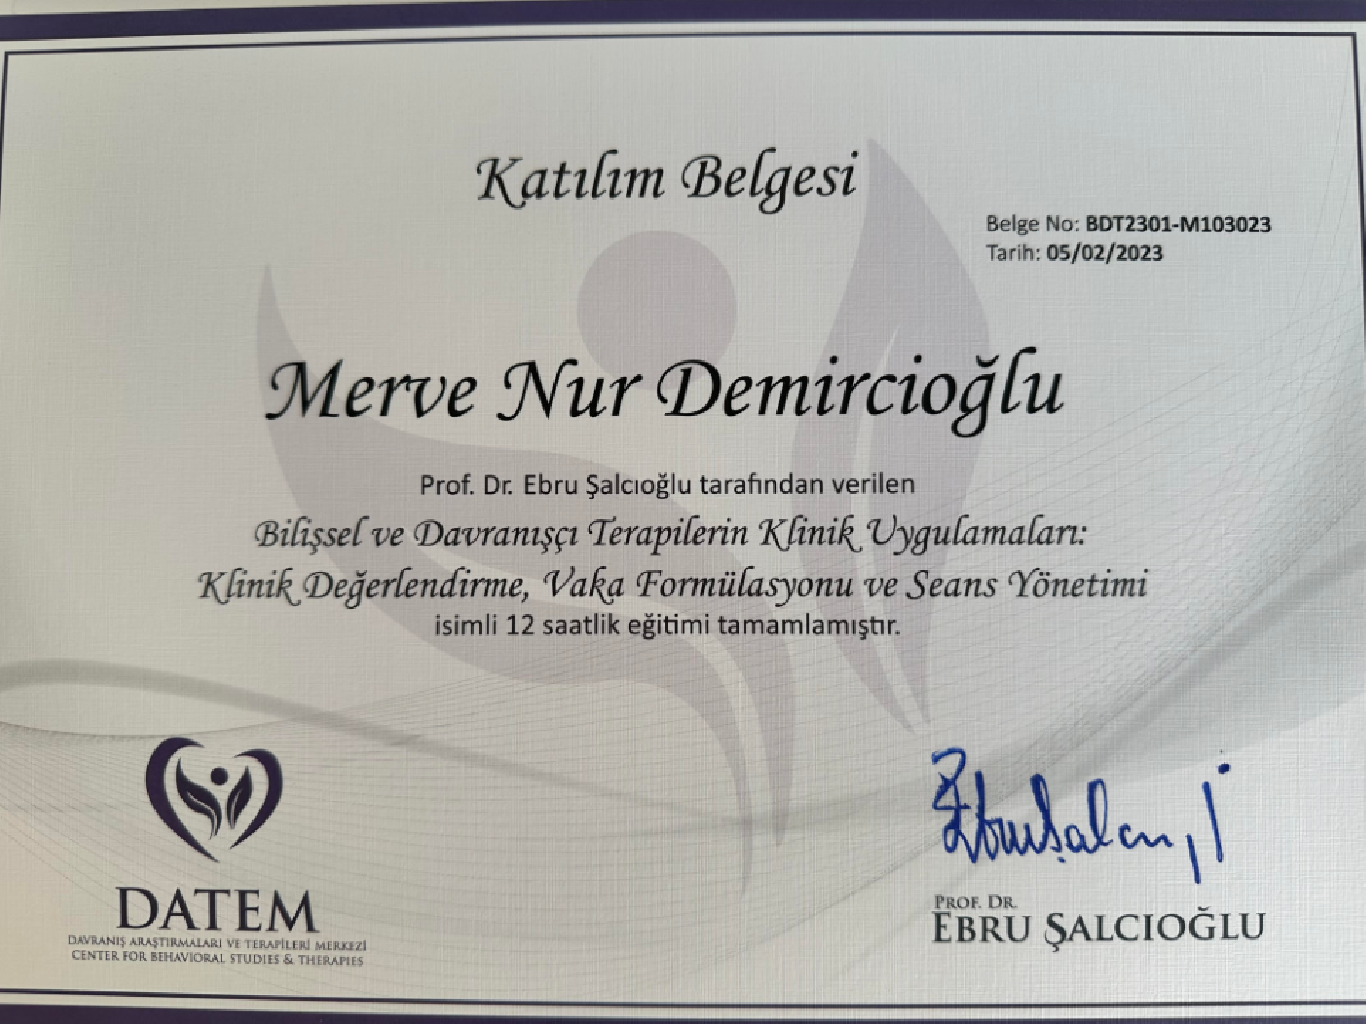 Katılım Belgesi
Belge No: BDT2301-M103023
Tarih: 05/02/2023
Merve Nur Demircioğlu
Prof. Dr. Ebru Şalcıoğlu tarafından verilen
Bilişsel ve Davranışçı Terapilerin Klinik Uygulamaları:
Klinik Değerlendirme, Vaka Formülasyonu ve Seans Yönetimi
isimli 12 saatlik eğitimi tamamlamıştır.
DATEM
DAVRANIŞ ARAŞTIRMALARI VE TERAPİLERİ MERKEZİ
CENTER FOR BEHAVIORAL STUDIES & THERAPIES
PROF. DR.
EBRU ŞALCIOĞLU